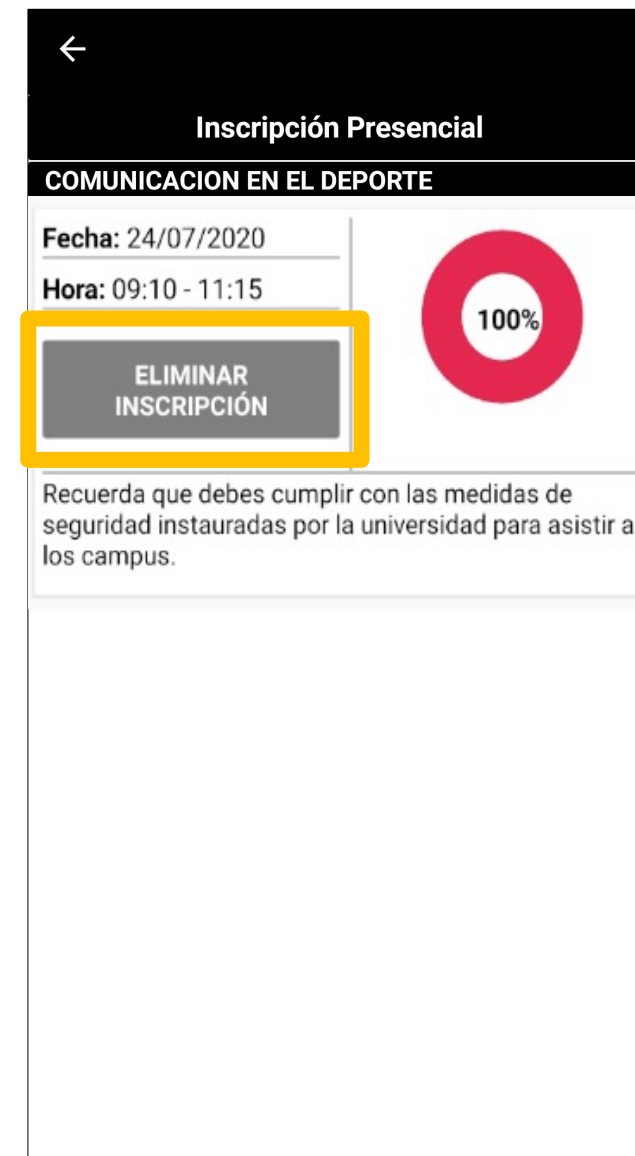 Inscripción Presencial
COMUNICACION EN EL DEPORTE
Fecha: 24/07/2020
Hora: 09:10 - 11:15
100%
ELIMINAR
INSCRIPCIÓN
Recuerda que debes cumplir con las medidas de
seguridad instauradas por la universidad para asistir a
los campus.